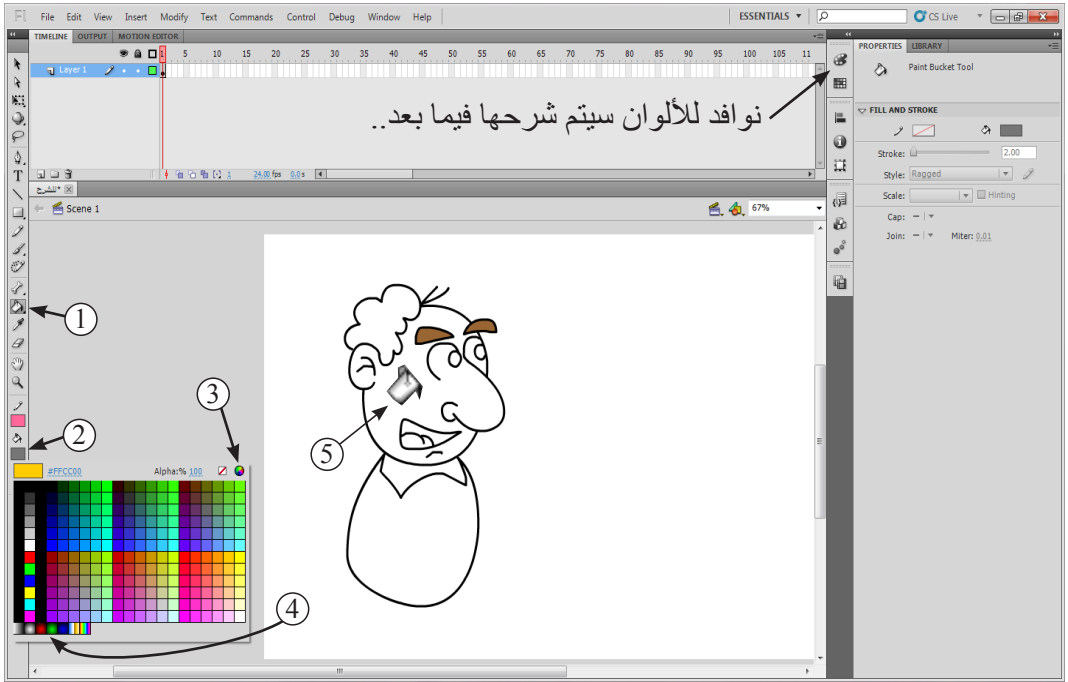 Fl File Edit View Insert Modify Text Commands Control Debug Window Help ESSENTIALS CS Live
TIMELINE OUTPUT MOTION EDITOR
1 5 10 15 20 25 30 35 40 45 50 55 60 65 70 75 80 85 90 95 100 105 11
Layer 1
نوافد للألوان سيتم شرحها فيما بعد..
1 24.00 fps 0.0s
الشرح*
Scene 1 67%
PROPERTIES LIBRARY
Paint Bucket Tool
FILL AND STROKE
Stroke: 2.00
Style: Ragged
Scale: Hinting
Cap:
Join: Miter: 0.01
T
1
2
3
#FFCC00 Alpha:% 100
4
5